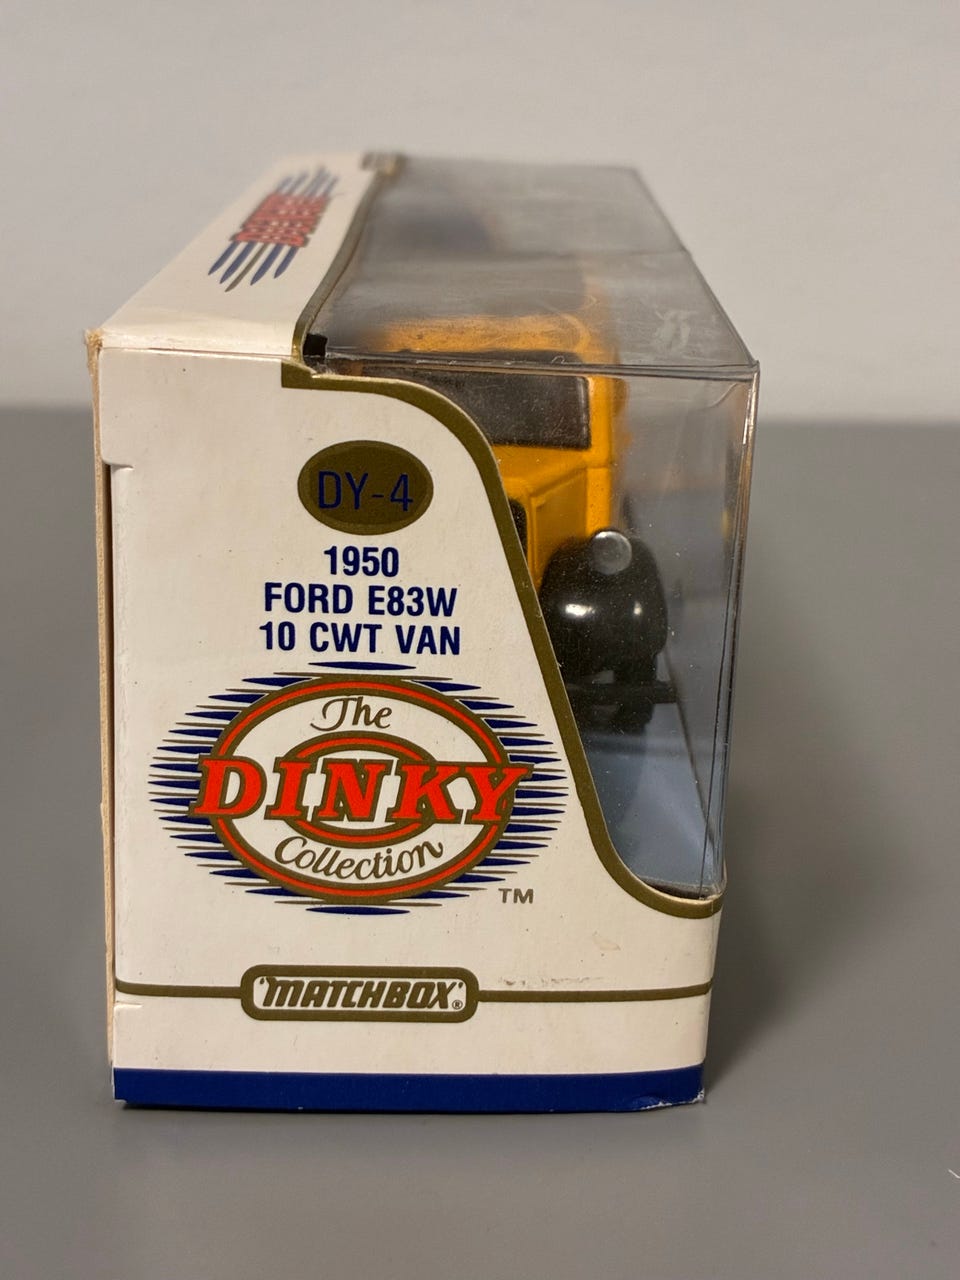 DY-4
1950
FORD E83W
10 CWT VAN
The
DINKY
Collection
TM
'MATCHBOX'®